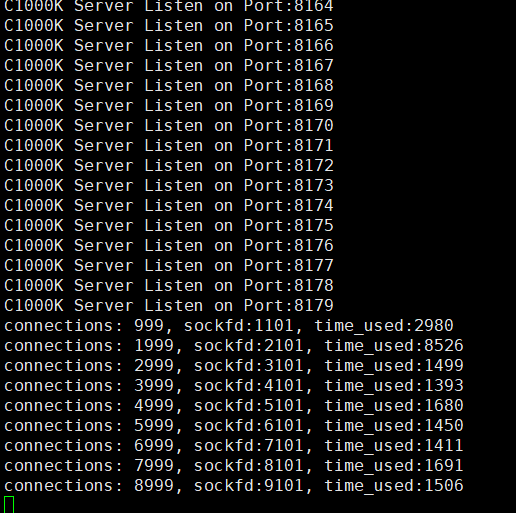 C1000K Server Listen on Port:8164
C1000K Server Listen on Port:8165
C1000K Server Listen on Port:8166
C1000K Server Listen on Port:8167
C1000K Server Listen on Port:8168
C1000K Server Listen on Port:8169
C1000K Server Listen on Port:8170
C1000K Server Listen on Port:8171
C1000K Server Listen on Port:8172
C1000K Server Listen on Port:8173
C1000K Server Listen on Port:8174
C1000K Server Listen on Port:8175
C1000K Server Listen on Port:8176
C1000K Server Listen on Port:8177
C1000K Server Listen on Port:8178
C1000K Server Listen on Port:8179
connections: 999, sockfd:1101, time_used:2980
connections: 1999, sockfd:2101, time_used:8526
connections: 2999, sockfd:3101, time_used:1499
connections: 3999, sockfd:4101, time_used:1393
connections: 4999, sockfd:5101, time_used:1680
connections: 5999, sockfd:6101, time_used:1450
connections: 6999, sockfd:7101, time_used:1411
connections: 7999, sockfd:8101, time_used:1691
connections: 8999, sockfd:9101, time_used:1506